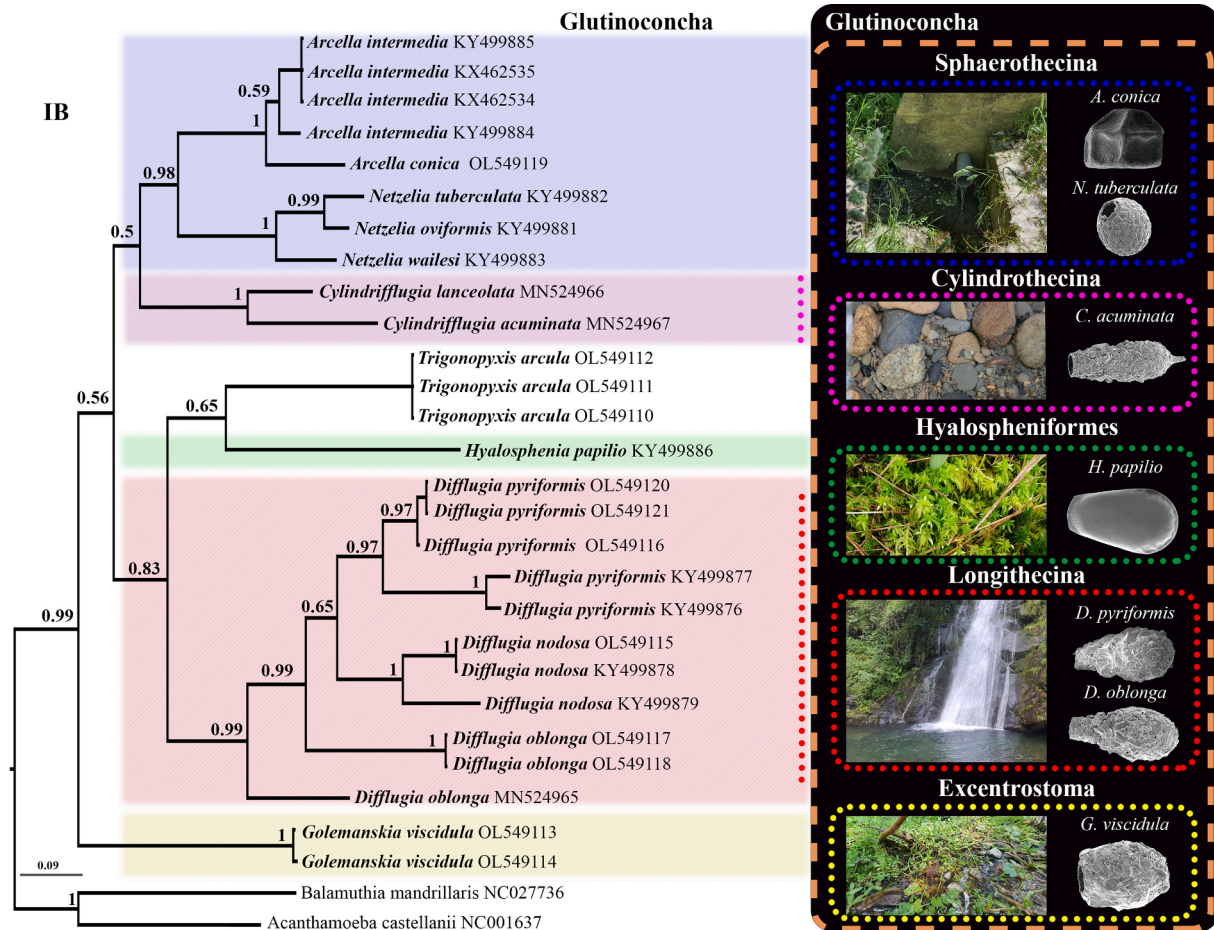 Glutinoconcha
IB
Arcella intermedia KY499885
Arcella intermedia KX462535
Arcella intermedia KX462534
Arcella intermedia KY499884
Arcella conica OL549119
Netzelia tuberculata KY499882
Netzelia oviformis KY499881
Netzelia wailesi KY499883
Cylindrifflugia lanceolata MN524966
Cylindrifflugia acuminata MN524967
Trigonopyxis arcula OL549112
Trigonopyxis arcula OL549111
Trigonopyxis arcula OL549110
Hyalosphenia papilio KY499886
Difflugia pyriformis OL549120
Difflugia pyriformis OL549121
Difflugia pyriformis OL549116
Difflugia pyriformis KY499877
Difflugia pyriformis KY499876
Difflugia nodosa OL549115
Difflugia nodosa KY499878
Difflugia nodosa KY499879
Difflugia oblonga OL549117
Difflugia oblonga OL549118
Difflugia oblonga MN524965
Golemanskia viscidula OL549113
Golemanskia viscidula OL549114
Balamuthia mandrillaris NC027736
Acanthamoeba castellanii NC001637
0.59
1
0.98
0.99
1
0.5
1
0.56
0.65
0.83
0.97
0.97
1
0.65
1
1
0.99
0.99
1
0.99
1
0.09
1
Glutinoconcha
Sphaerothecina
A. conica
N. tuberculata
Cylindrothecina
C. acuminata
Hyalospheniformes
H. papilio
Longithecina
D. pyriformis
D. oblonga
Excentrostoma
G. viscidula